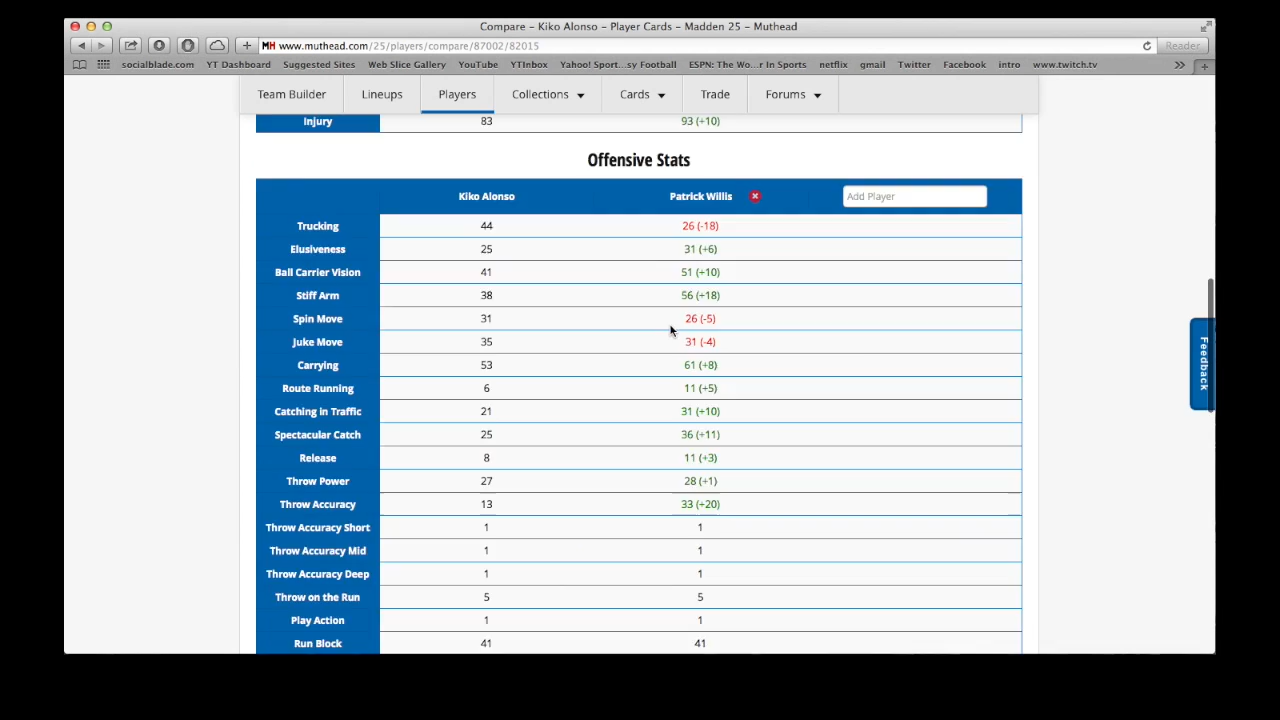 Compare – Kiko Alonso – Player Cards – Madden 25 – Muthead
MH www.muthead.com/25/players/compare/87002/82015 Reader
socialblade.com YT Dashboard Suggested Sites Web Slice Gallery YouTube YTInbox Yahoo! Sport...sy Football ESPN: The Wo...r In Sports netflix gmail Twitter Facebook intro www.twitch.tv
Team Builder Lineups Players Collections Cards Trade Forums
Injury 83 93 (+10)
Offensive Stats
Kiko Alonso Patrick Willis Add Player
Trucking 44 26 (-18)
Elusiveness 25 31 (+6)
Ball Carrier Vision 41 51 (+10)
Stiff Arm 38 56 (+18)
Spin Move 31 26 (-5)
Juke Move 35 31 (-4)
Carrying 53 61 (+8)
Route Running 6 11 (+5)
Catching in Traffic 21 31 (+10)
Spectacular Catch 25 36 (+11)
Release 8 11 (+3)
Throw Power 27 28 (+1)
Throw Accuracy 13 33 (+20)
Throw Accuracy Short 1 1
Throw Accuracy Mid 1 1
Throw Accuracy Deep 1 1
Throw on the Run 5 5
Play Action 1 1
Run Block 41 41
Feedback